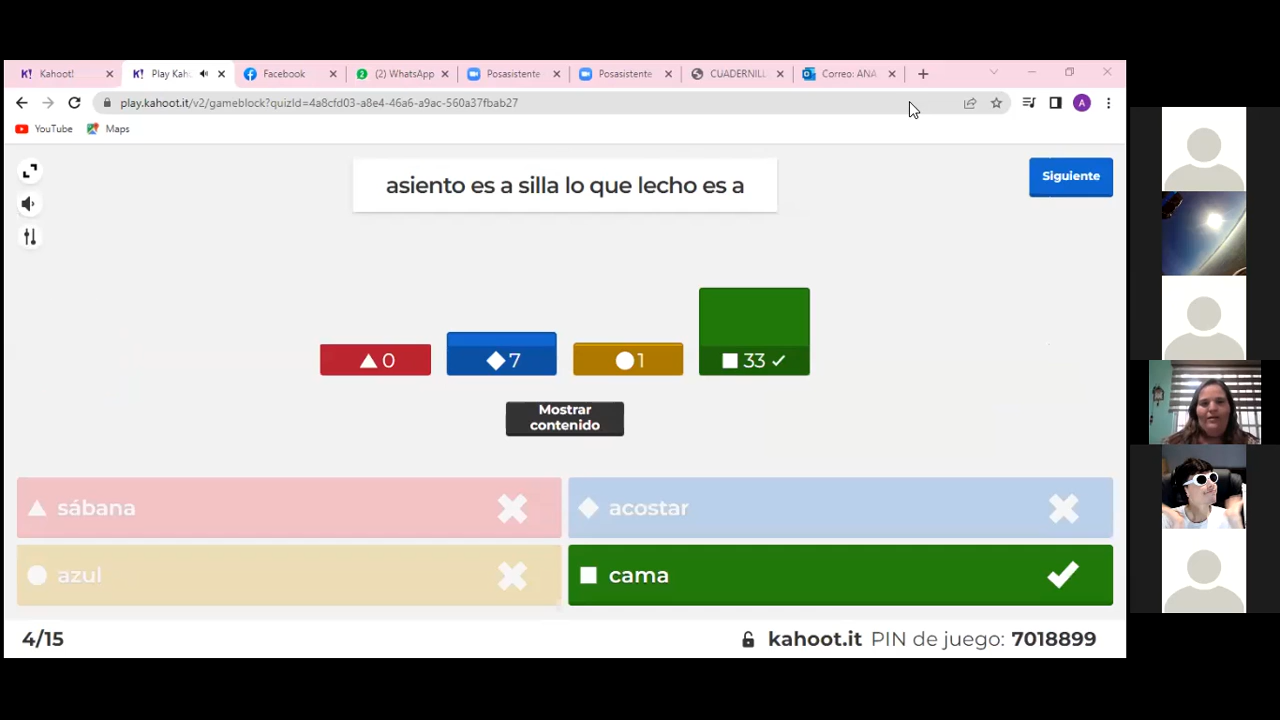 Kahoot!
Play Kah
Facebook
(2) WhatsApp
Posasistente
Posasistente
CUADERNILL
Correo: ANA
play.kahoot.it/v2/gameblock?quizId=4a8cfd03-a8e4-46a6-a9ac-560a37fbab27
A
YouTube
Maps
asiento es a silla lo que lecho es a
Siguiente
0
7
1
33
Mostrar
contenido
sábana
acostar
azul
cama
4/15
kahoot.it PIN de juego: 7018899